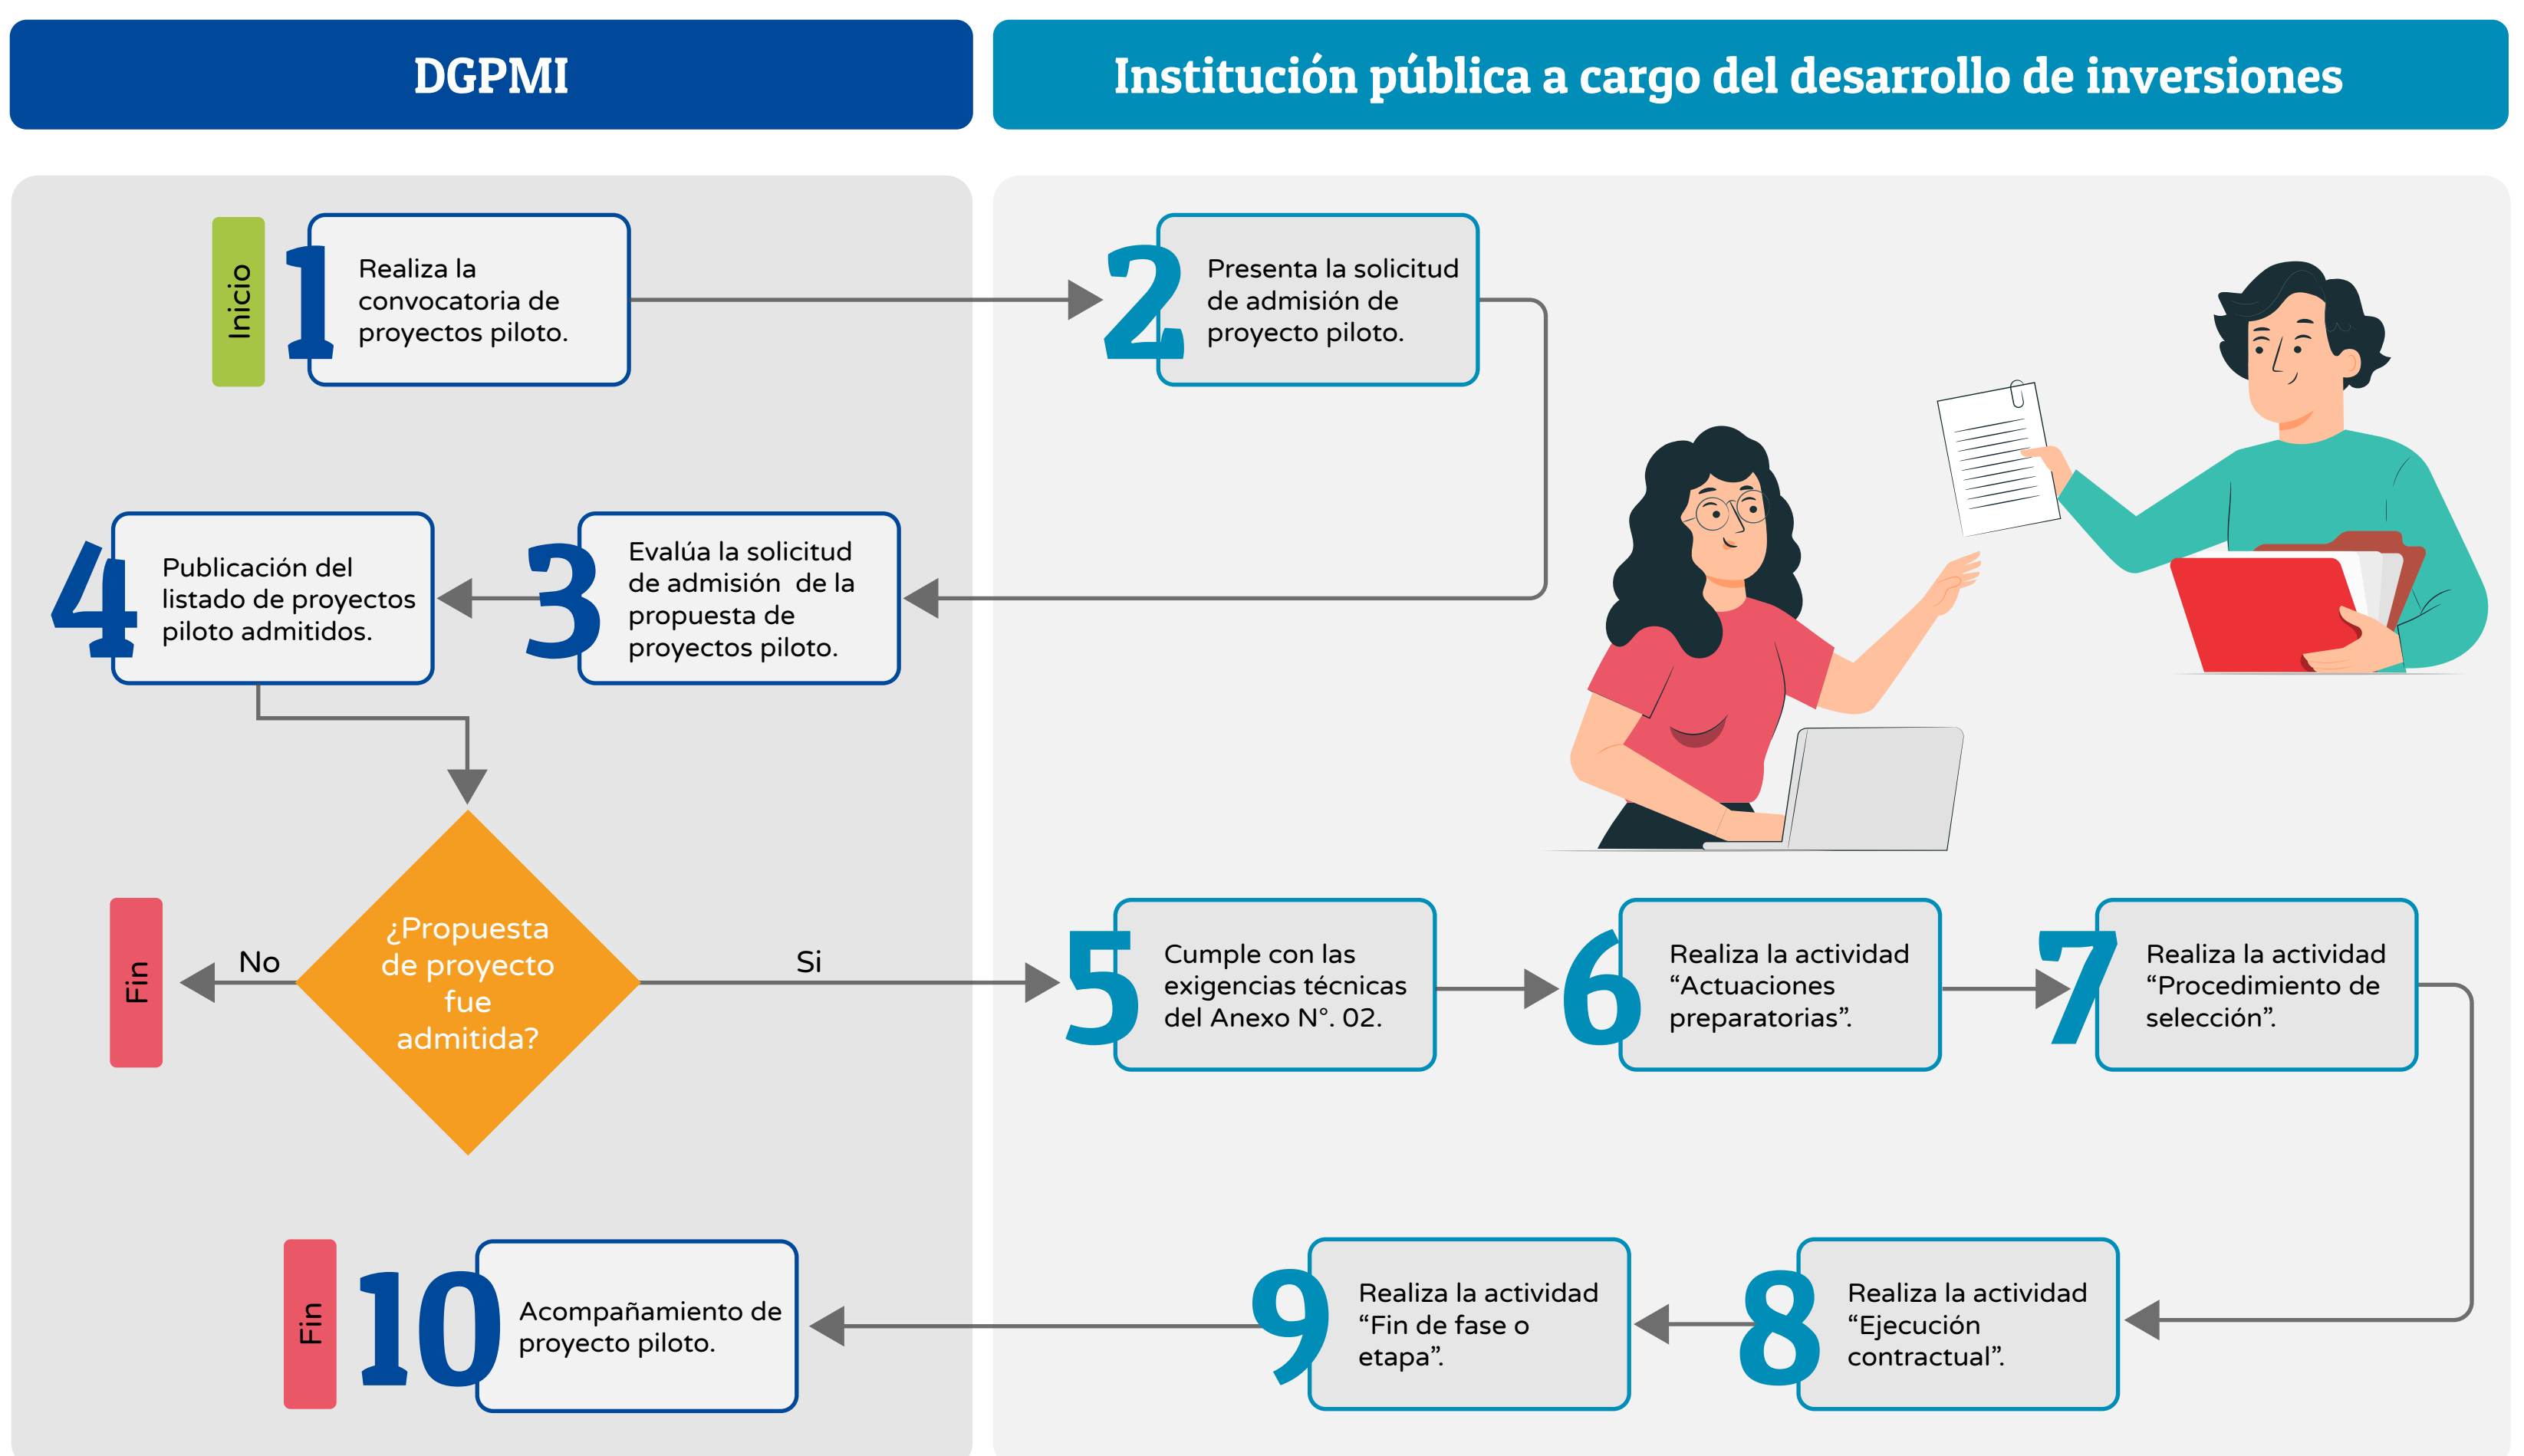 DGPMI
Institución pública a cargo del desarrollo de inversiones
Inicio
1
Realiza la
convocatoria de
proyectos piloto.
2
Presenta la solicitud
de admisión de
proyecto piloto.
4
Publicación del
listado de proyectos
piloto admitidos.
3
Evalúa la solicitud
de admisión de la
propuesta de
proyectos piloto.
Fin
No
¿Propuesta
de proyecto
fue
admitida?
Si
5
Cumple con las
exigencias técnicas
del Anexo N°. 02.
6
Realiza la actividad
“Actuaciones
preparatorias”.
7
Realiza la actividad
“Procedimiento de
selección”.
Fin
10
Acompañamiento de
proyecto piloto.
9
Realiza la actividad
“Fin de fase o
etapa”.
8
Realiza la actividad
“Ejecución
contractual”.